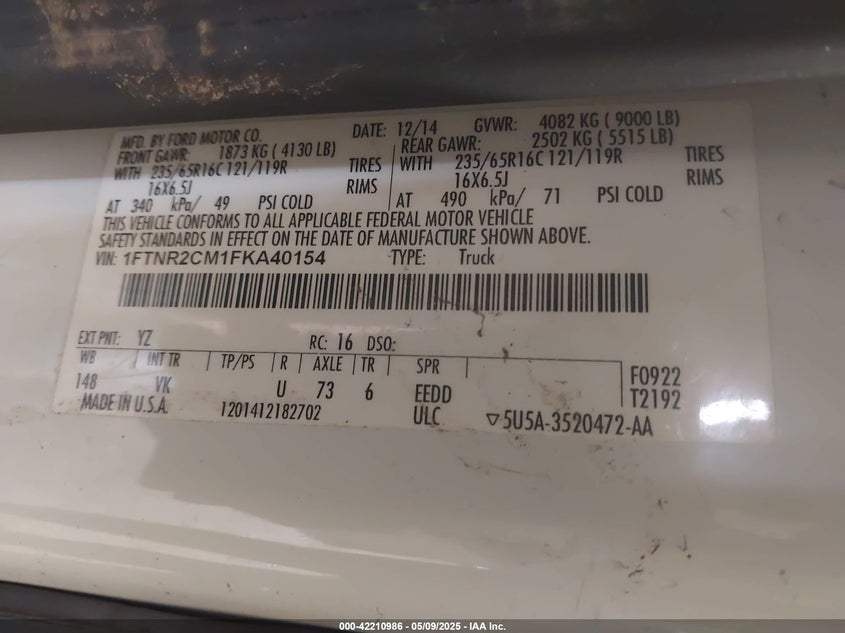 MFD. BY FORD MOTOR CO. DATE: 12/14 GVWR: 4082 KG ( 9000 LB)
FRONT GAWR: 1873 KG ( 4130 LB) REAR GAWR: 2502 KG ( 5515 LB)
WITH 235/65R16C 121/119R TIRES WITH 235/65R16C 121/119R TIRES
16X6.5J RIMS 16X6.5J RIMS
AT 340 kPa/ 49 PSI COLD AT 490 kPa/ 71 PSI COLD
THIS VEHICLE CONFORMS TO ALL APPLICABLE FEDERAL MOTOR VEHICLE
SAFETY STANDARDS IN EFFECT ON THE DATE OF MANUFACTURE SHOWN ABOVE.
VIN: 1FTNR2CM1FKA40154 TYPE: Truck
EXT PNT: YZ RC: 16 DSO:
WB | INT TR | TP/PS | R | AXLE | TR | SPR F0922
148 VK U 73 6 EEDD T2192
MADE IN U.S.A. 1201412182702 ULC ▽5U5A-3520472-AA
000-42210986 - 05/09/2025 - IAA Inc.